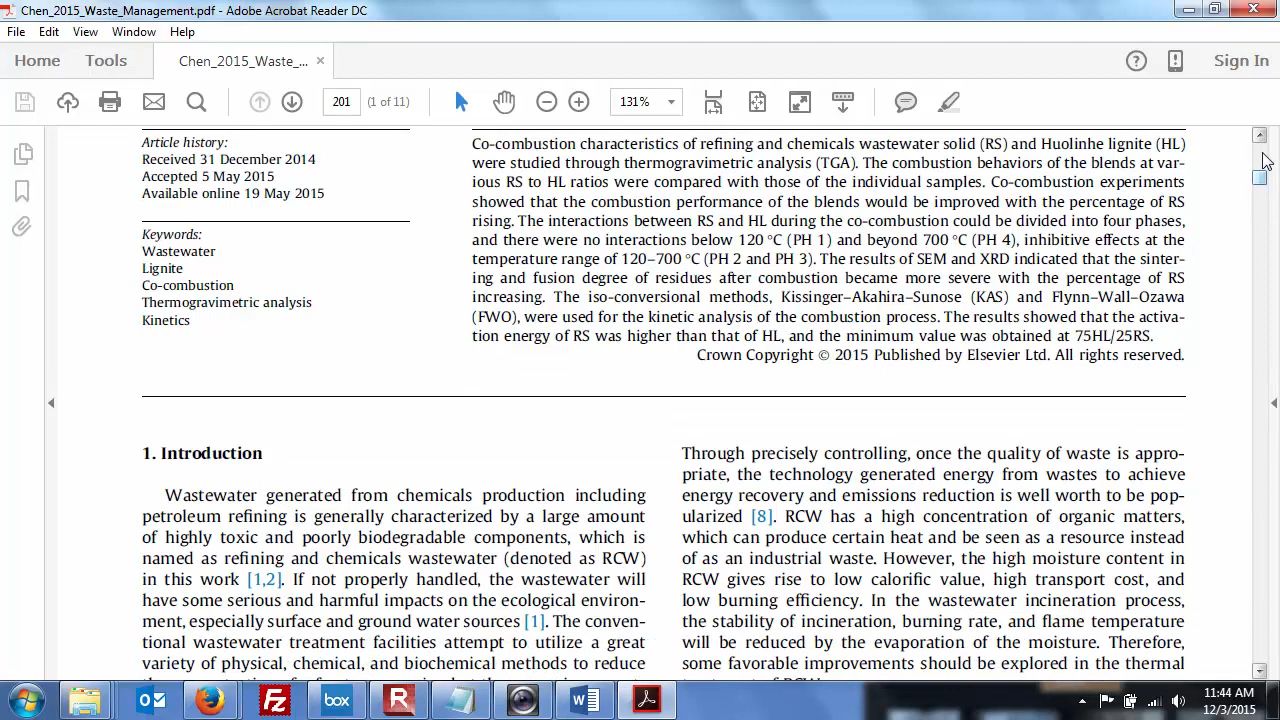 Chen_2015_Waste_Management.pdf - Adobe Acrobat Reader DC
File Edit View Window Help
Home Tools Chen_2015_Waste_... × Sign In
201 (1 of 11) 131%
Article history:
Received 31 December 2014
Accepted 5 May 2015
Available online 19 May 2015
Keywords:
Wastewater
Lignite
Co-combustion
Thermogravimetric analysis
Kinetics
Co-combustion characteristics of refining and chemicals wastewater solid (RS) and Huolinhe lignite (HL)
were studied through thermogravimetric analysis (TGA). The combustion behaviors of the blends at var-
ious RS to HL ratios were compared with those of the individual samples. Co-combustion experiments
showed that the combustion performance of the blends would be improved with the percentage of RS
rising. The interactions between RS and HL during the co-combustion could be divided into four phases,
and there were no interactions below 120 °C (PH 1) and beyond 700 °C (PH 4), inhibitive effects at the
temperature range of 120–700 °C (PH 2 and PH 3). The results of SEM and XRD indicated that the sinter-
ing and fusion degree of residues after combustion became more severe with the percentage of RS
increasing. The iso-conversional methods, Kissinger–Akahira–Sunose (KAS) and Flynn–Wall–Ozawa
(FWO), were used for the kinetic analysis of the combustion process. The results showed that the activa-
tion energy of RS was higher than that of HL, and the minimum value was obtained at 75HL/25RS.
Crown Copyright © 2015 Published by Elsevier Ltd. All rights reserved.
1. Introduction
Wastewater generated from chemicals production including
petroleum refining is generally characterized by a large amount
of highly toxic and poorly biodegradable components, which is
named as refining and chemicals wastewater (denoted as RCW)
in this work [1,2]. If not properly handled, the wastewater will
have some serious and harmful impacts on the ecological environ-
ment, especially surface and ground water sources [1]. The conven-
tional wastewater treatment facilities attempt to utilize a great
variety of physical, chemical, and biochemical methods to reduce
Through precisely controlling, once the quality of waste is appro-
priate, the technology generated energy from wastes to achieve
energy recovery and emissions reduction is well worth to be pop-
ularized [8]. RCW has a high concentration of organic matters,
which can produce certain heat and be seen as a resource instead
of as an industrial waste. However, the high moisture content in
RCW gives rise to low calorific value, high transport cost, and
low burning efficiency. In the wastewater incineration process,
the stability of incineration, burning rate, and flame temperature
will be reduced by the evaporation of the moisture. Therefore,
some favorable improvements should be explored in the thermal
box
11:44 AM
12/3/2015